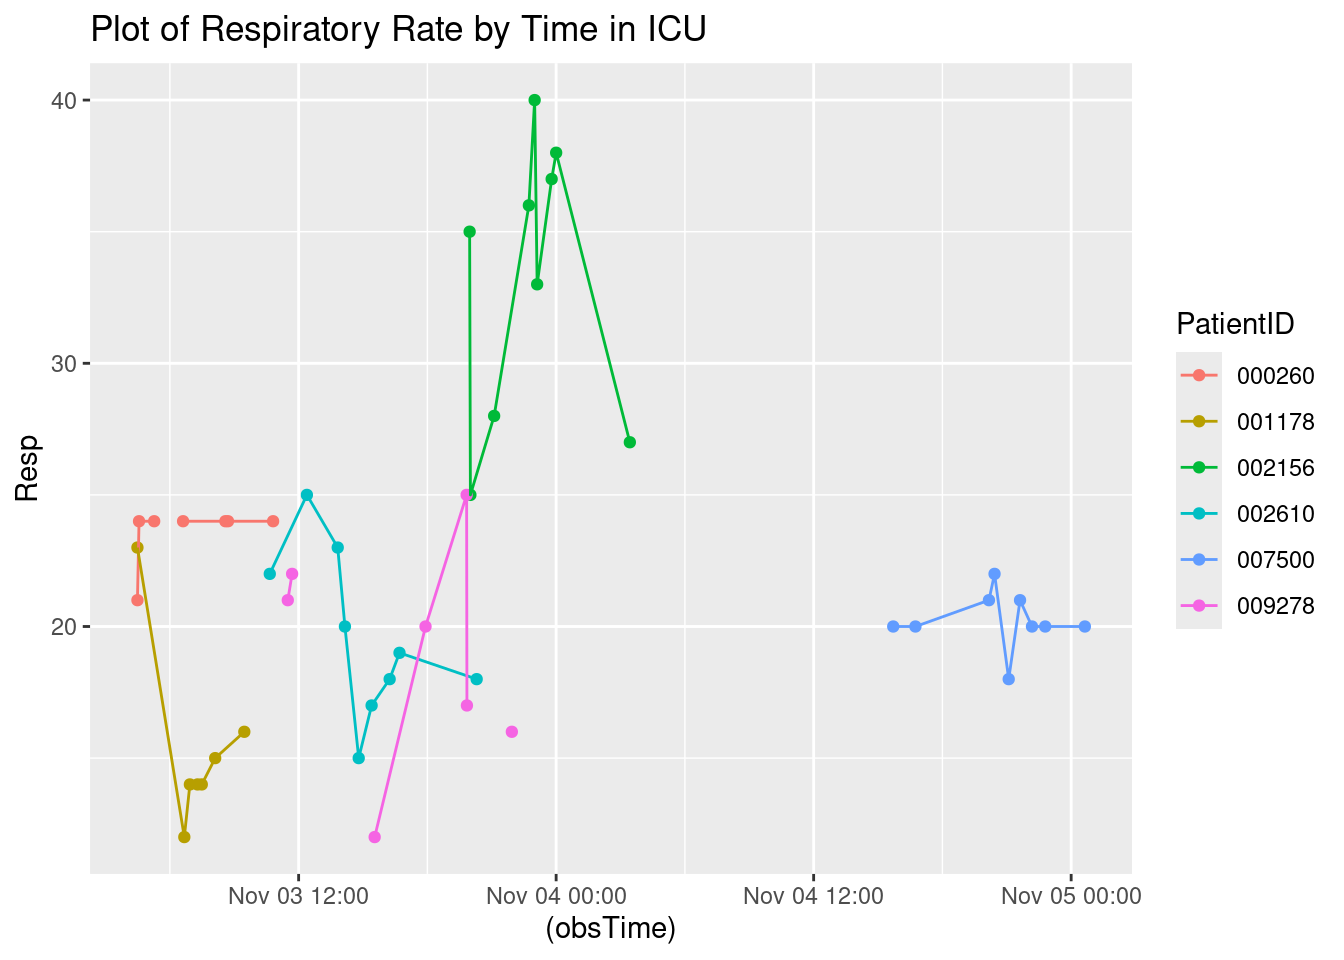 Plot of Respiratory Rate by Time in ICU
40
30
20
Resp
Nov 03 12:00
Nov 04 00:00
Nov 04 12:00
Nov 05 00:00
(obsTime)
PatientID
000260
001178
002156
002610
007500
009278